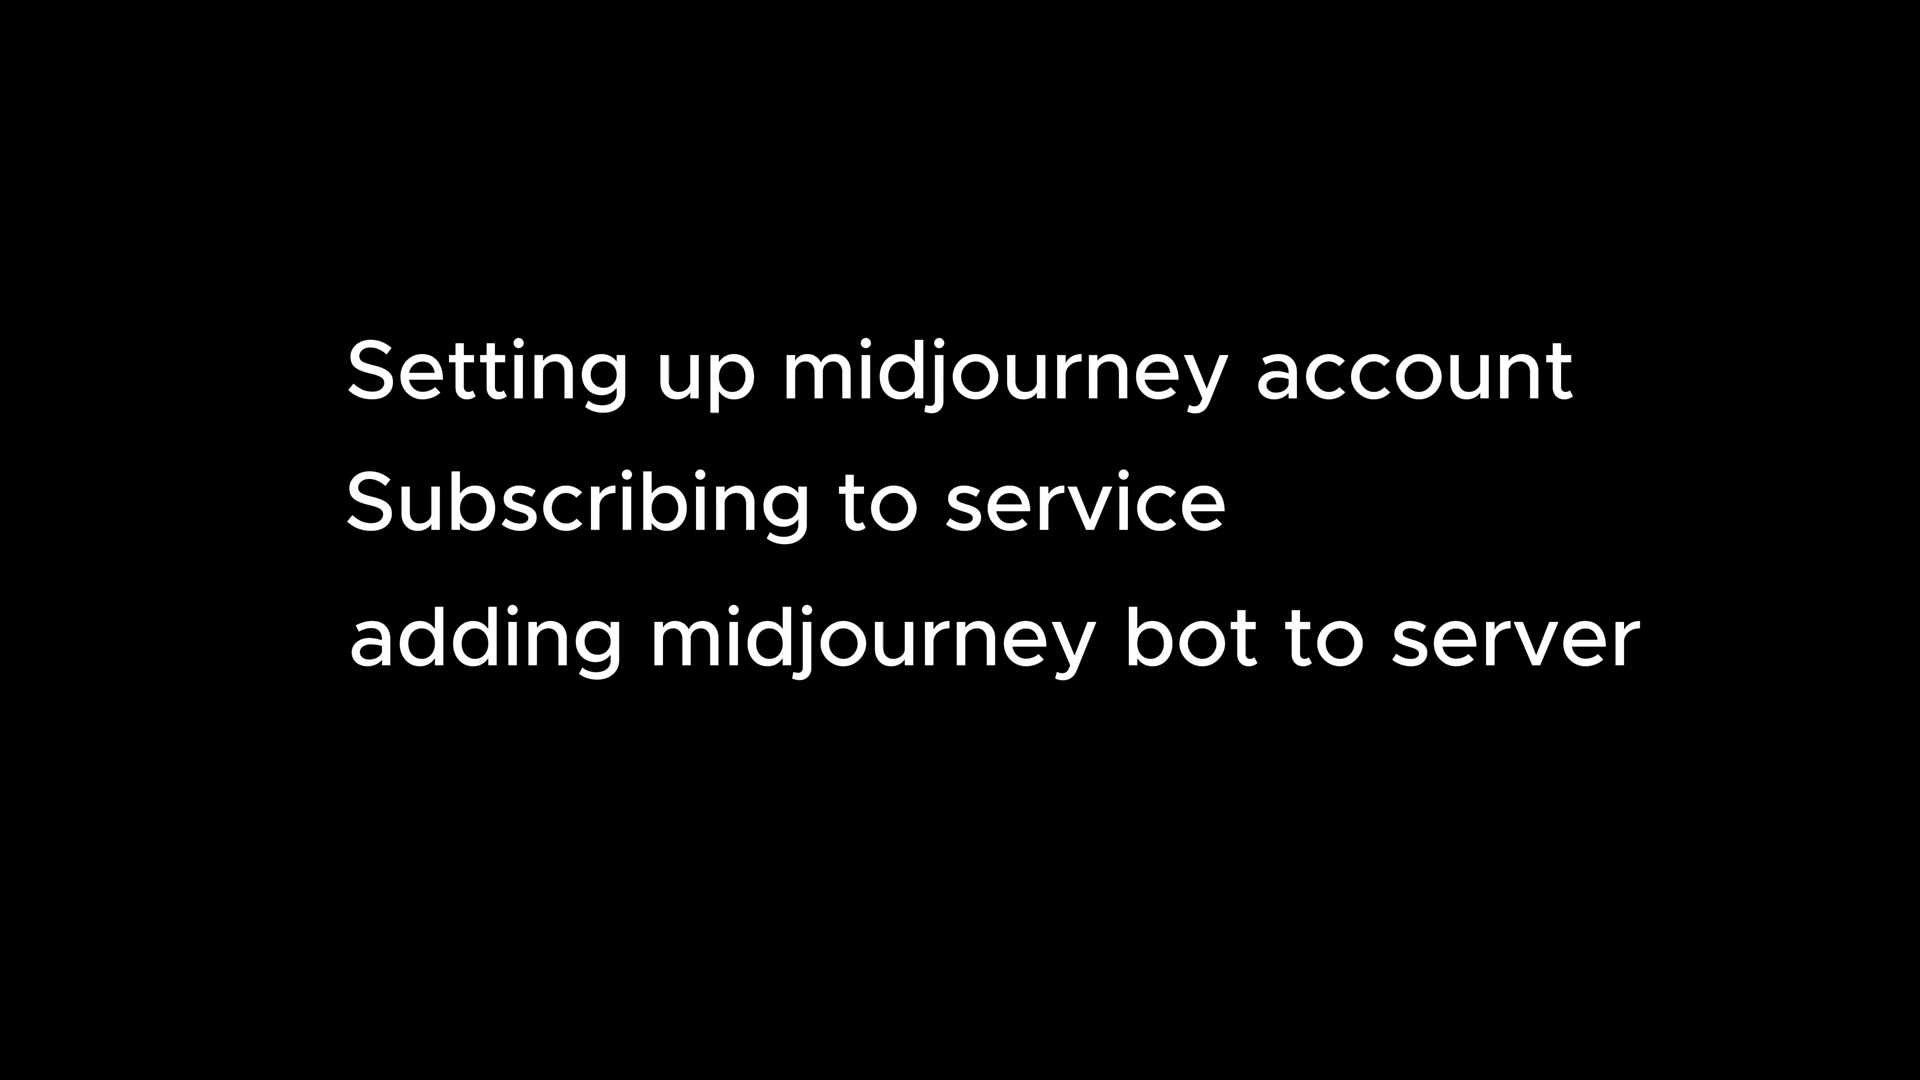 Setting up midjourney account
Subscribing to service
adding midjourney bot to server